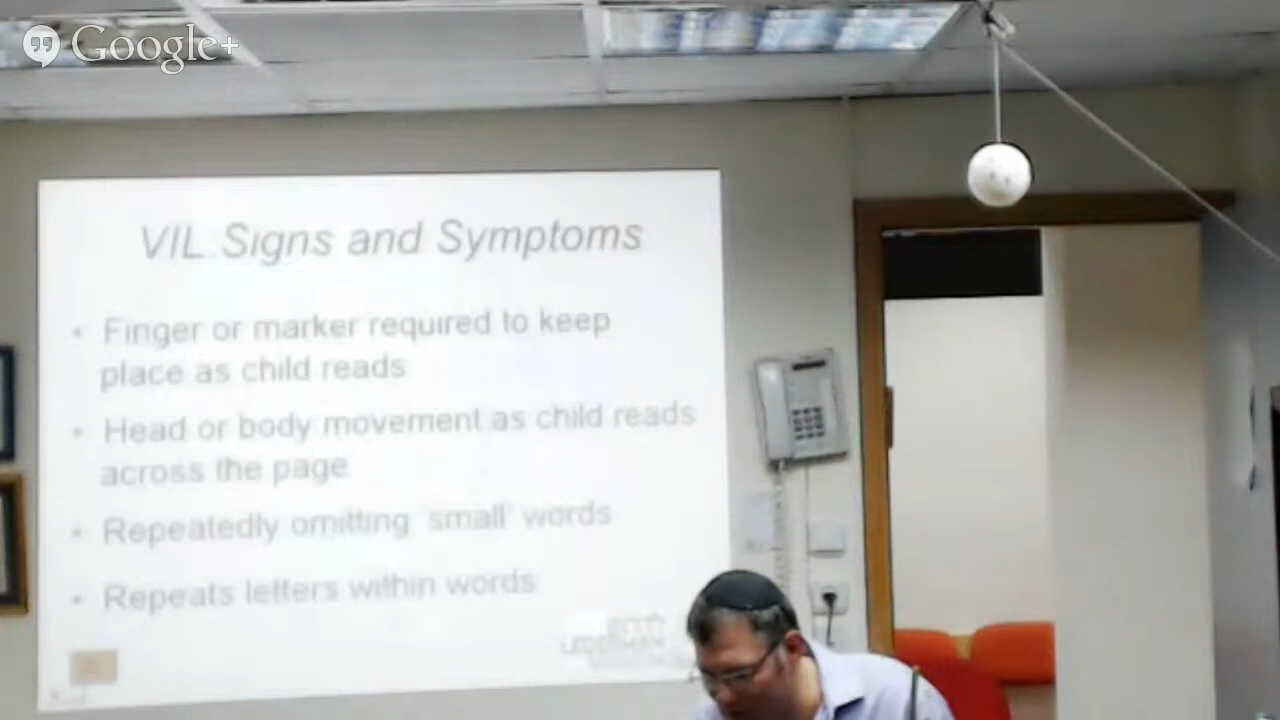 Google+
VIL Signs and Symptoms
• Finger or marker required to keep
place as child reads
• Head or body movement as child reads
across the page
• Repeatedly omitting 'small' words
• Repeats letters within words